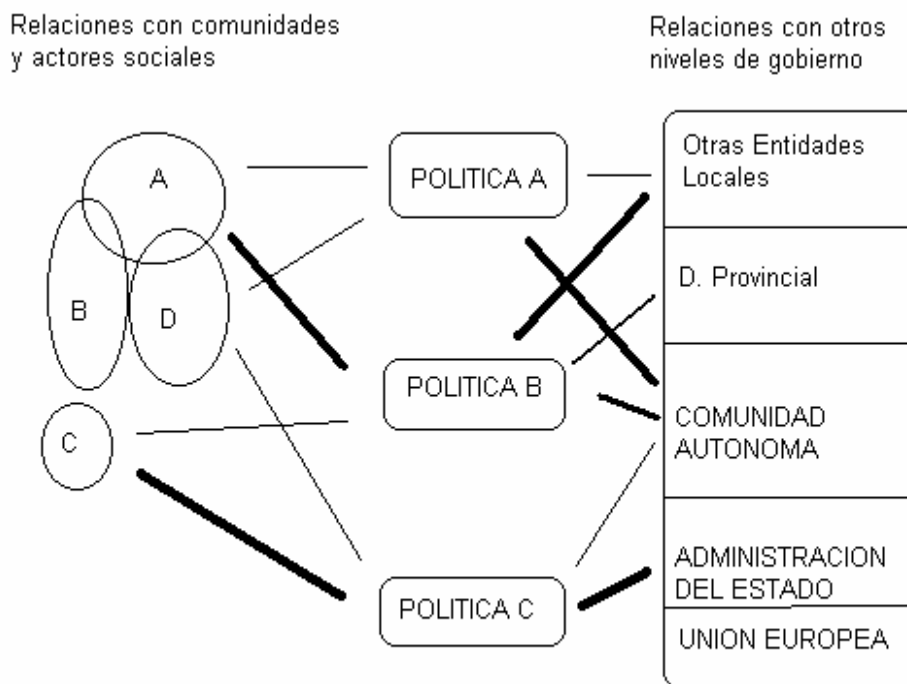 Relaciones con comunidades
y actores sociales
Relaciones con otros
niveles de gobierno
A
B
D
C
POLITICA A
POLITICA B
POLITICA C
Otras Entidades
Locales
D. Provincial
COMUNIDAD
AUTONOMA
ADMINISTRACION
DEL ESTADO
UNION EUROPEA